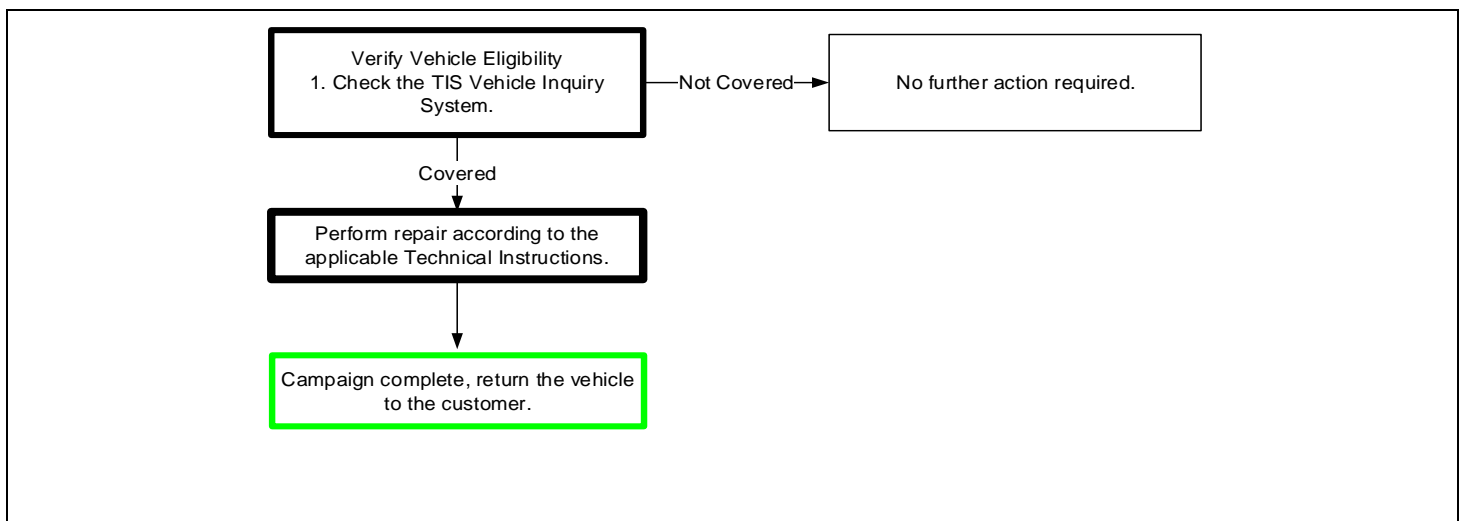 Verify Vehicle Eligibility
1. Check the TIS Vehicle Inquiry
System.
Not Covered
No further action required.
Covered
Perform repair according to the
applicable Technical Instructions.
Campaign complete, return the vehicle
to the customer.